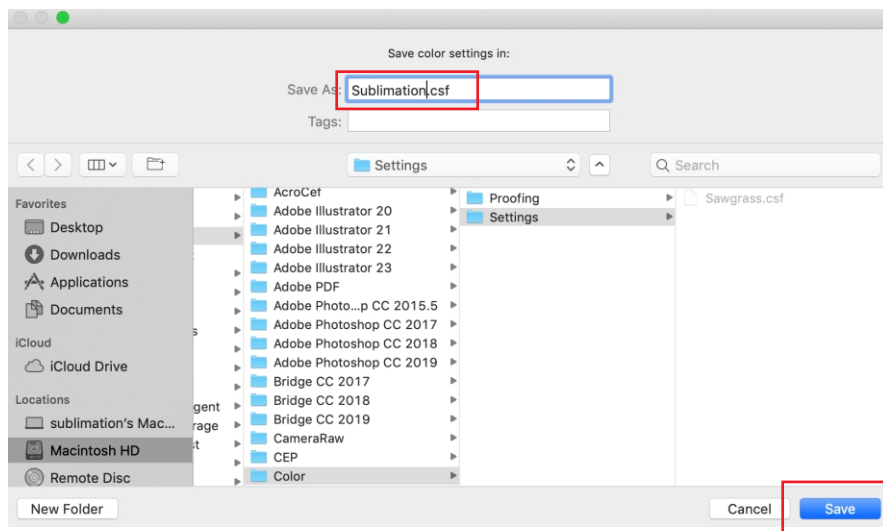 Save color settings in:
Save As: Sublimation.csf
Tags:
Settings
Search
Favorites
Desktop
Downloads
Applications
Documents
iCloud
iCloud Drive
Locations
sublimation's Mac...
Macintosh HD
Remote Disc
s
gent
rage
t
AcroCef
Adobe Illustrator 20
Adobe Illustrator 21
Adobe Illustrator 22
Adobe Illustrator 23
Adobe PDF
Adobe Photo...p CC 2015.5
Adobe Photoshop CC 2017
Adobe Photoshop CC 2018
Adobe Photoshop CC 2019
Bridge CC 2017
Bridge CC 2018
Bridge CC 2019
CameraRaw
CEP
Color
Proofing
Settings
Sawgrass.csf
New Folder
Cancel
Save